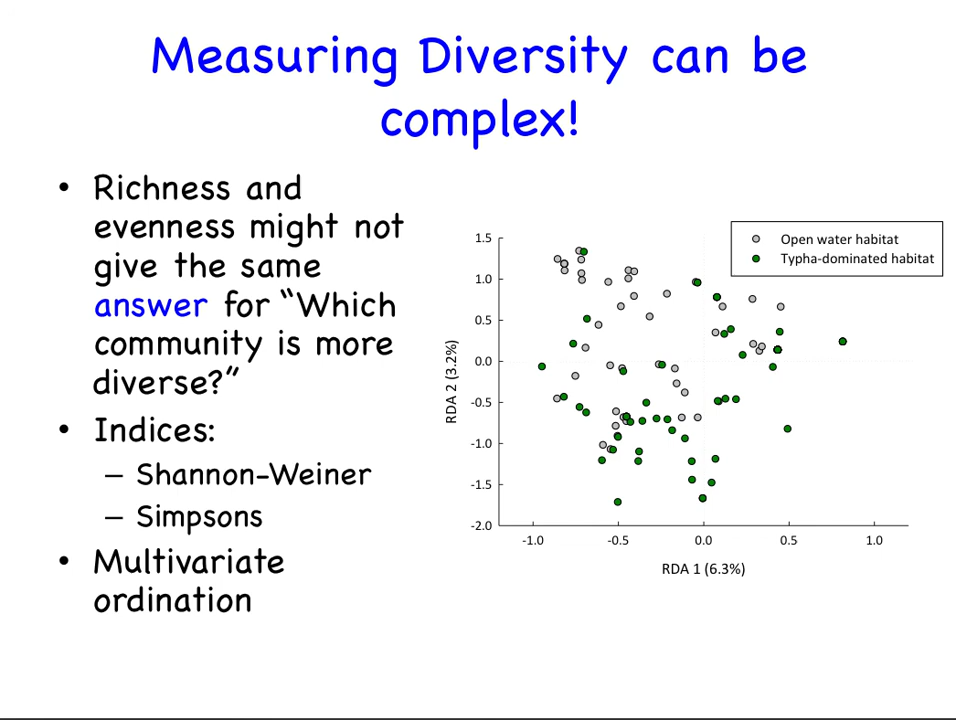 Measuring Diversity can be
complex!
• Richness and
evenness might not
give the same
answer for “Which
community is more
diverse?”
• Indices:
– Shannon-Weiner
– Simpsons
• Multivariate
ordination
Open water habitat
Typha-dominated habitat
1.5
1.0
0.5
0.0
-0.5
-1.0
-1.5
-2.0
RDA 2 (3.2%)
-1.0 -0.5 0.0 0.5 1.0
RDA 1 (6.3%)